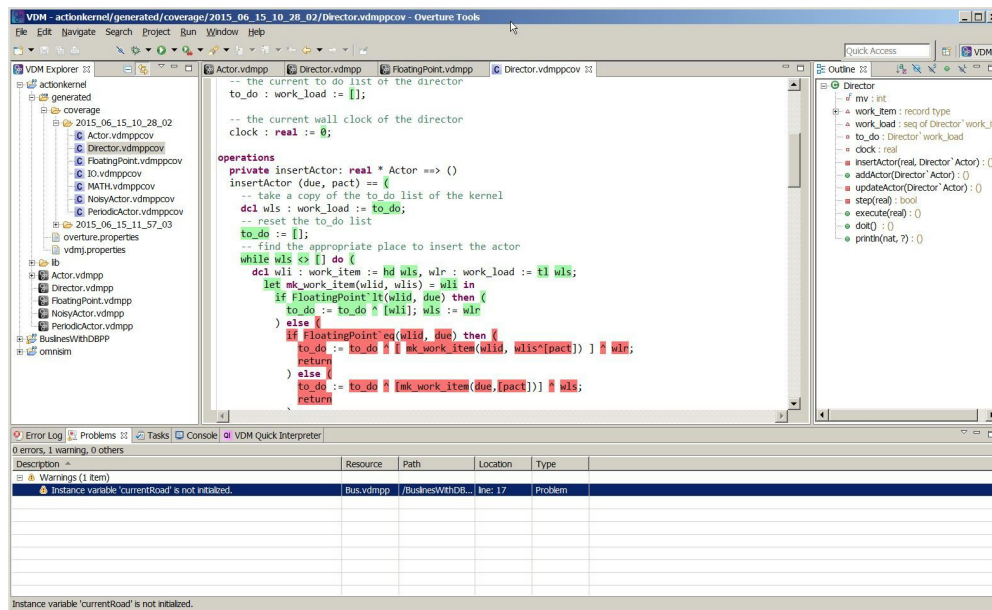 VDM - actionkernel/generated/coverage/2015_06_15_10_28_02/Director.vdmppcov - Overture Tools
File Edit Navigate Search Project Run Window Help
Quick Access
VDM
VDM Explorer
Actor.vdmpp
Director.vdmpp
FloatingPoint.vdmpp
Director.vdmppcov
Outline
actionkernel
generated
coverage
2015_06_15_10_28_02
Actor.vdmppcov
Director.vdmppcov
FloatingPoint.vdmppcov
IO.vdmppcov
MATH.vdmppcov
NoisyActor.vdmppcov
PeriodicActor.vdmppcov
2015_06_15_11_57_03
overture.properties
vdmj.properties
lib
Actor.vdmpp
Director.vdmpp
FloatingPoint.vdmpp
NoisyActor.vdmpp
PeriodicActor.vdmpp
BuslinesWithDBPP
omnisim
-- the current to do list of the director
to_do : work_load := [];
-- the current wall clock of the director
clock : real := 0;
operations
private insertActor: real * Actor ==> ()
insertActor (due, pact) == (
-- take a copy of the to_do list of the kernel
dcl wls : work_load := to_do;
-- reset the to_do list
to_do := [];
-- find the appropriate place to insert the actor
while wls <> [] do (
dcl wli : work_item := hd wls, wlr : work_load := tl wls;
let mk_work_item(wlid, wlis) = wli in
if FloatingPoint`lt(wlid, due) then (
to_do := to_do ^ [wli]; wls := wlr
) else (
if FloatingPoint`eq(wlid, due) then (
to_do := to_do ^ [ mk_work_item(wlid, wlis^[pact]) ] ^ wlr;
return
) else (
to_do := to_do ^ [mk_work_item(due,[pact])] ^ wls;
return
Director
mv : int
work_item : record type
work_load : seq of Director`work_
to_do : Director`work_load
clock : real
insertActor(real, Director`Actor) : (
addActor(Director`Actor) : ()
updateActor(Director`Actor) : ()
step(real) : bool
execute(real) : ()
doit() : ()
println(nat, ?) : ()
Error Log
Problems
Tasks
Console
VDM Quick Interpreter
0 errors, 1 warning, 0 others
Description Resource Path Location Type
Warnings (1 item)
Instance variable 'currentRoad' is not initialized. Bus.vdmpp /BuslinesWithDB... line: 17 Problem
Instance variable 'currentRoad' is not initialized.